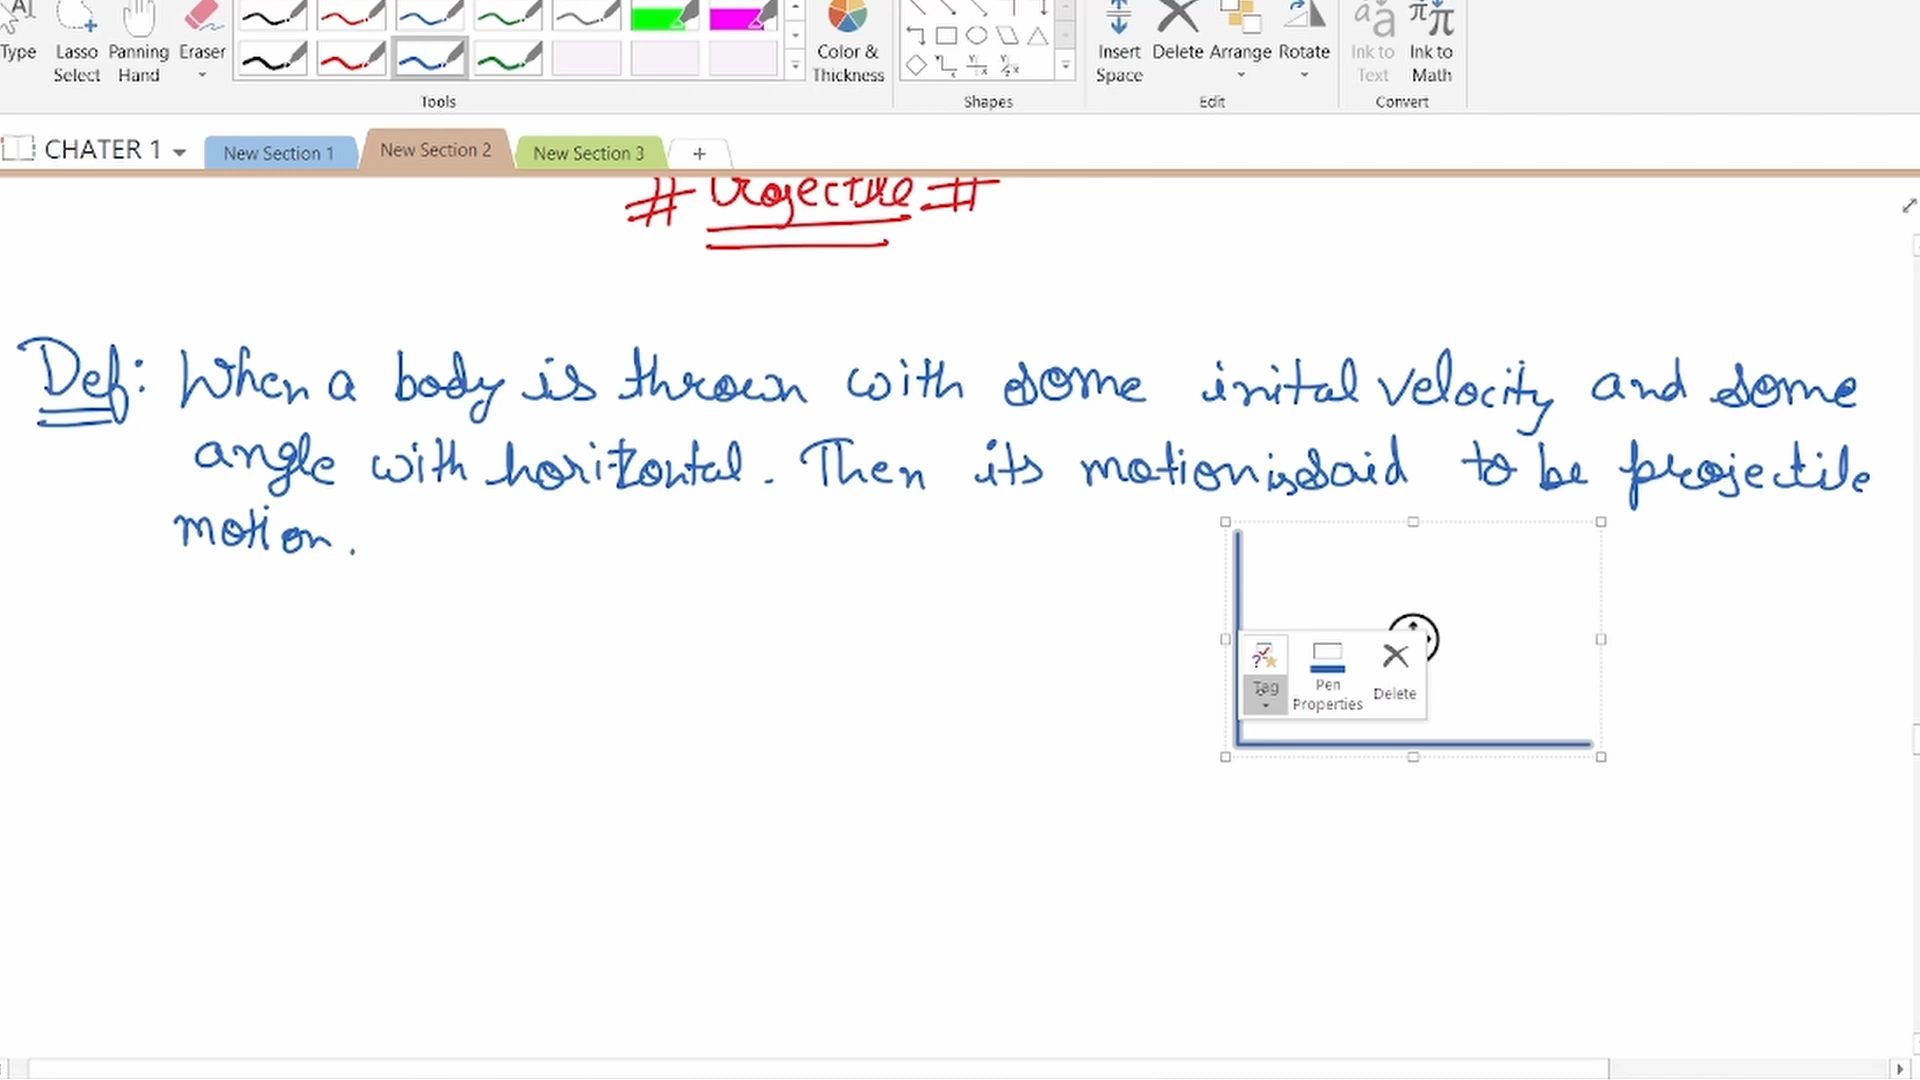 Type
Lasso Select
Panning Hand
Eraser
Color & Thickness
Insert Space
Delete
Arrange
Rotate
Ink to Text
Ink to Math
Tools
Shapes
Edit
Convert
CHATER 1
New Section 1
New Section 2
New Section 3
+
# Projectile #
Def: When a body is thrown with some inital velocity and some
angle with horizontal. Then its motion is said to be projectile
motion.
Tag
Pen Properties
Delete